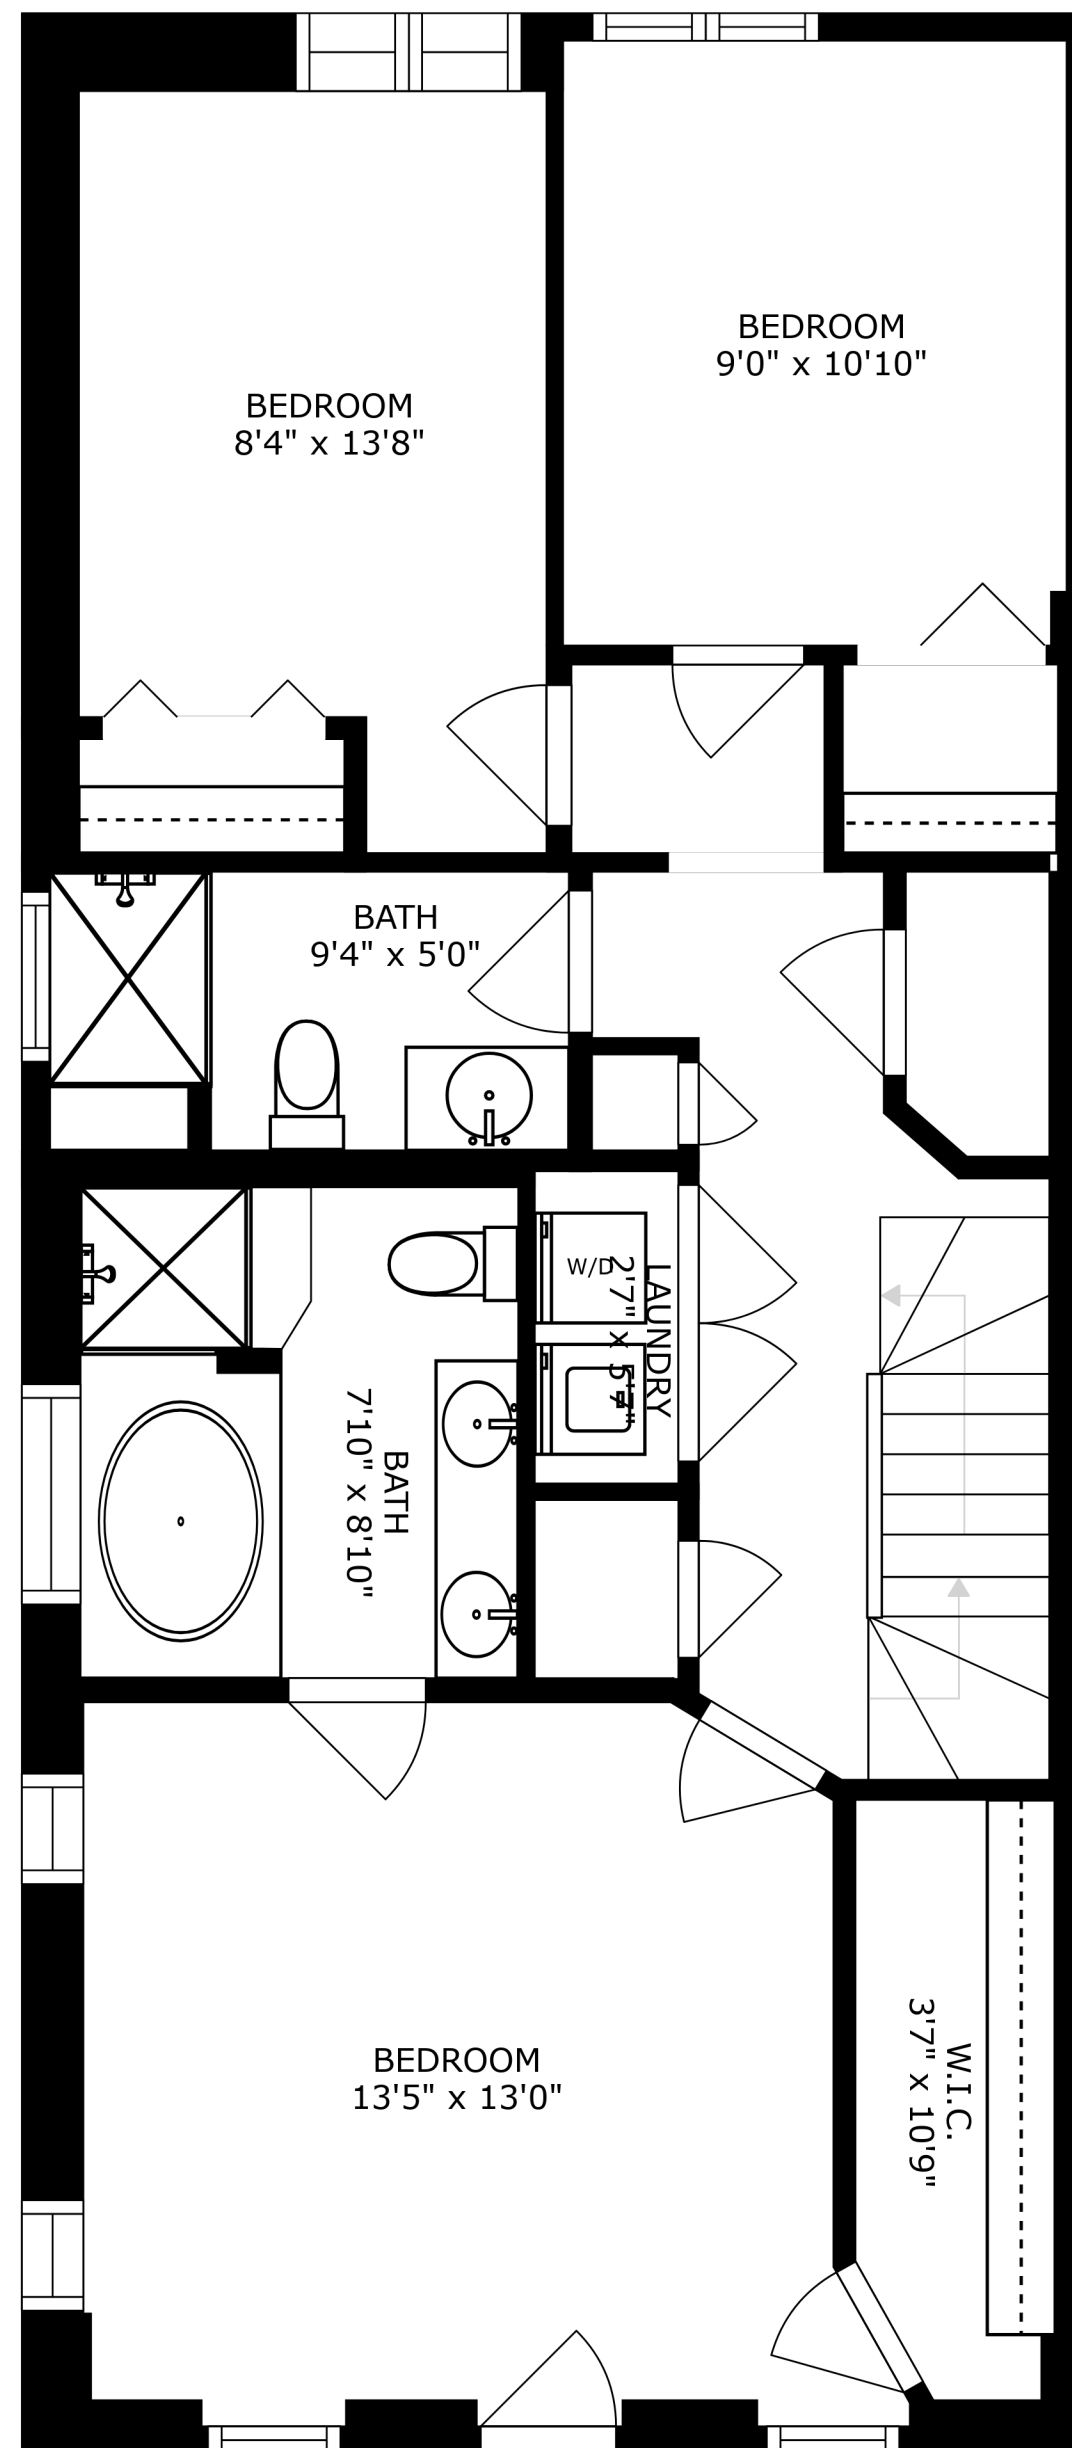 BEDROOM
9'0" x 10'10"
BEDROOM
8'4" x 13'8"
BATH
9'4" x 5'0"
W/D
LAUNDRY
2'7" x 5'7"
BATH
7'10" x 8'10"
BEDROOM
13'5" x 13'0"
W.I.C.
3'7" x 10'9"